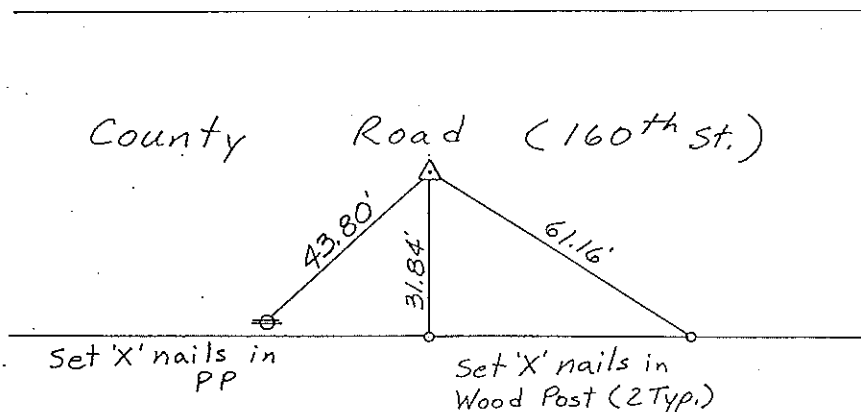 County Road (160th St.)
43.80'
31.84'
61.16'
Set 'X' nails in
PP
Set 'X' nails in
Wood Post (2 Typ.)